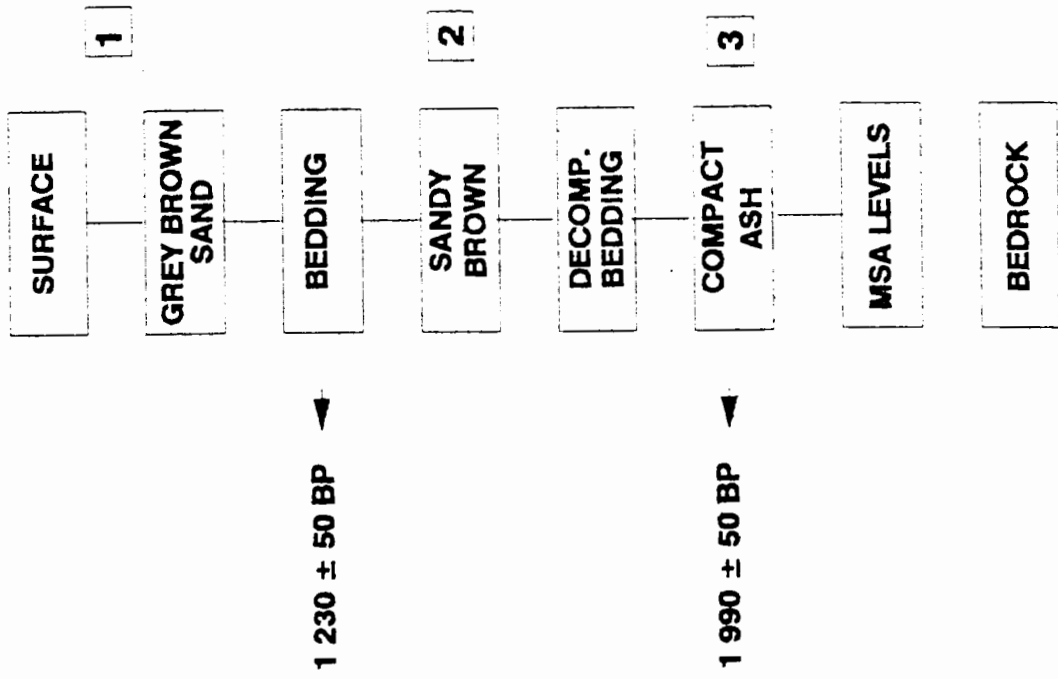 SURFACE
1
GREY BROWN
SAND
1 230 ± 50 BP
BEDDING
SANDY
BROWN
2
DECOMP.
BEDDING
1 990 ± 50 BP
COMPACT
ASH
3
MSA LEVELS
BEDROCK